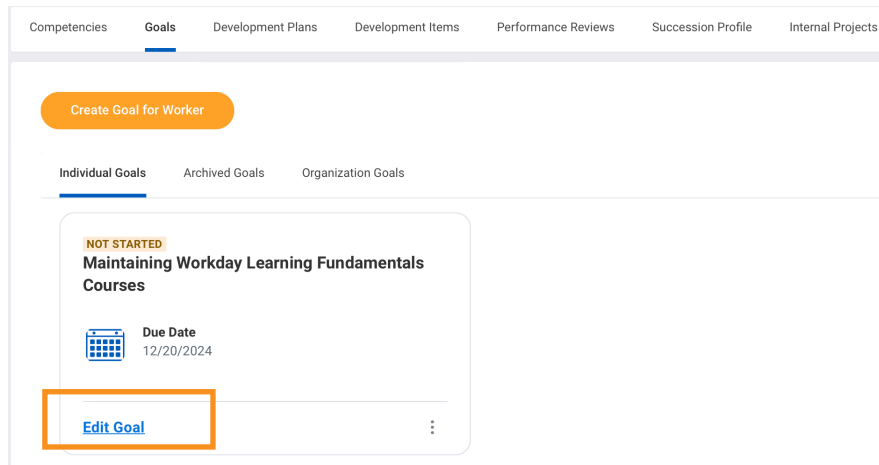 Competencies Goals Development Plans Development Items Performance Reviews Succession Profile Internal Projects
Create Goal for Worker
Individual Goals Archived Goals Organization Goals
NOT STARTED
Maintaining Workday Learning Fundamentals
Courses
Due Date
12/20/2024
Edit Goal